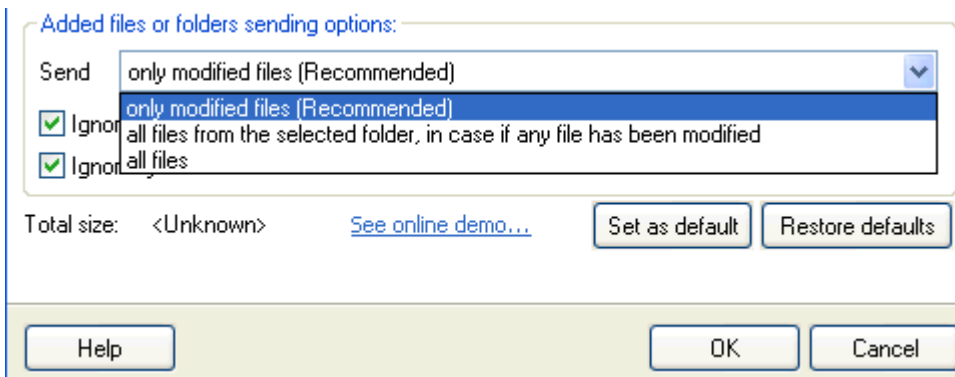 Added files or folders sending options:
Send only modified files (Recommended)
only modified files (Recommended)
all files from the selected folder, in case if any file has been modified
all files
Total size: <Unknown> See online demo... Set as default Restore defaults
Help OK Cancel